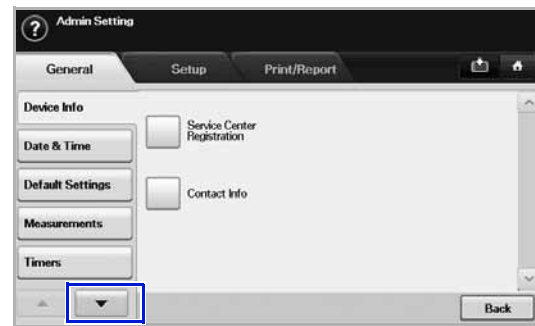 ? Admin Setting
General Setup Print/Report
Device Info
Date & Time
Default Settings
Measurements
Timers
Service Center
Registration
Contact Info
Back